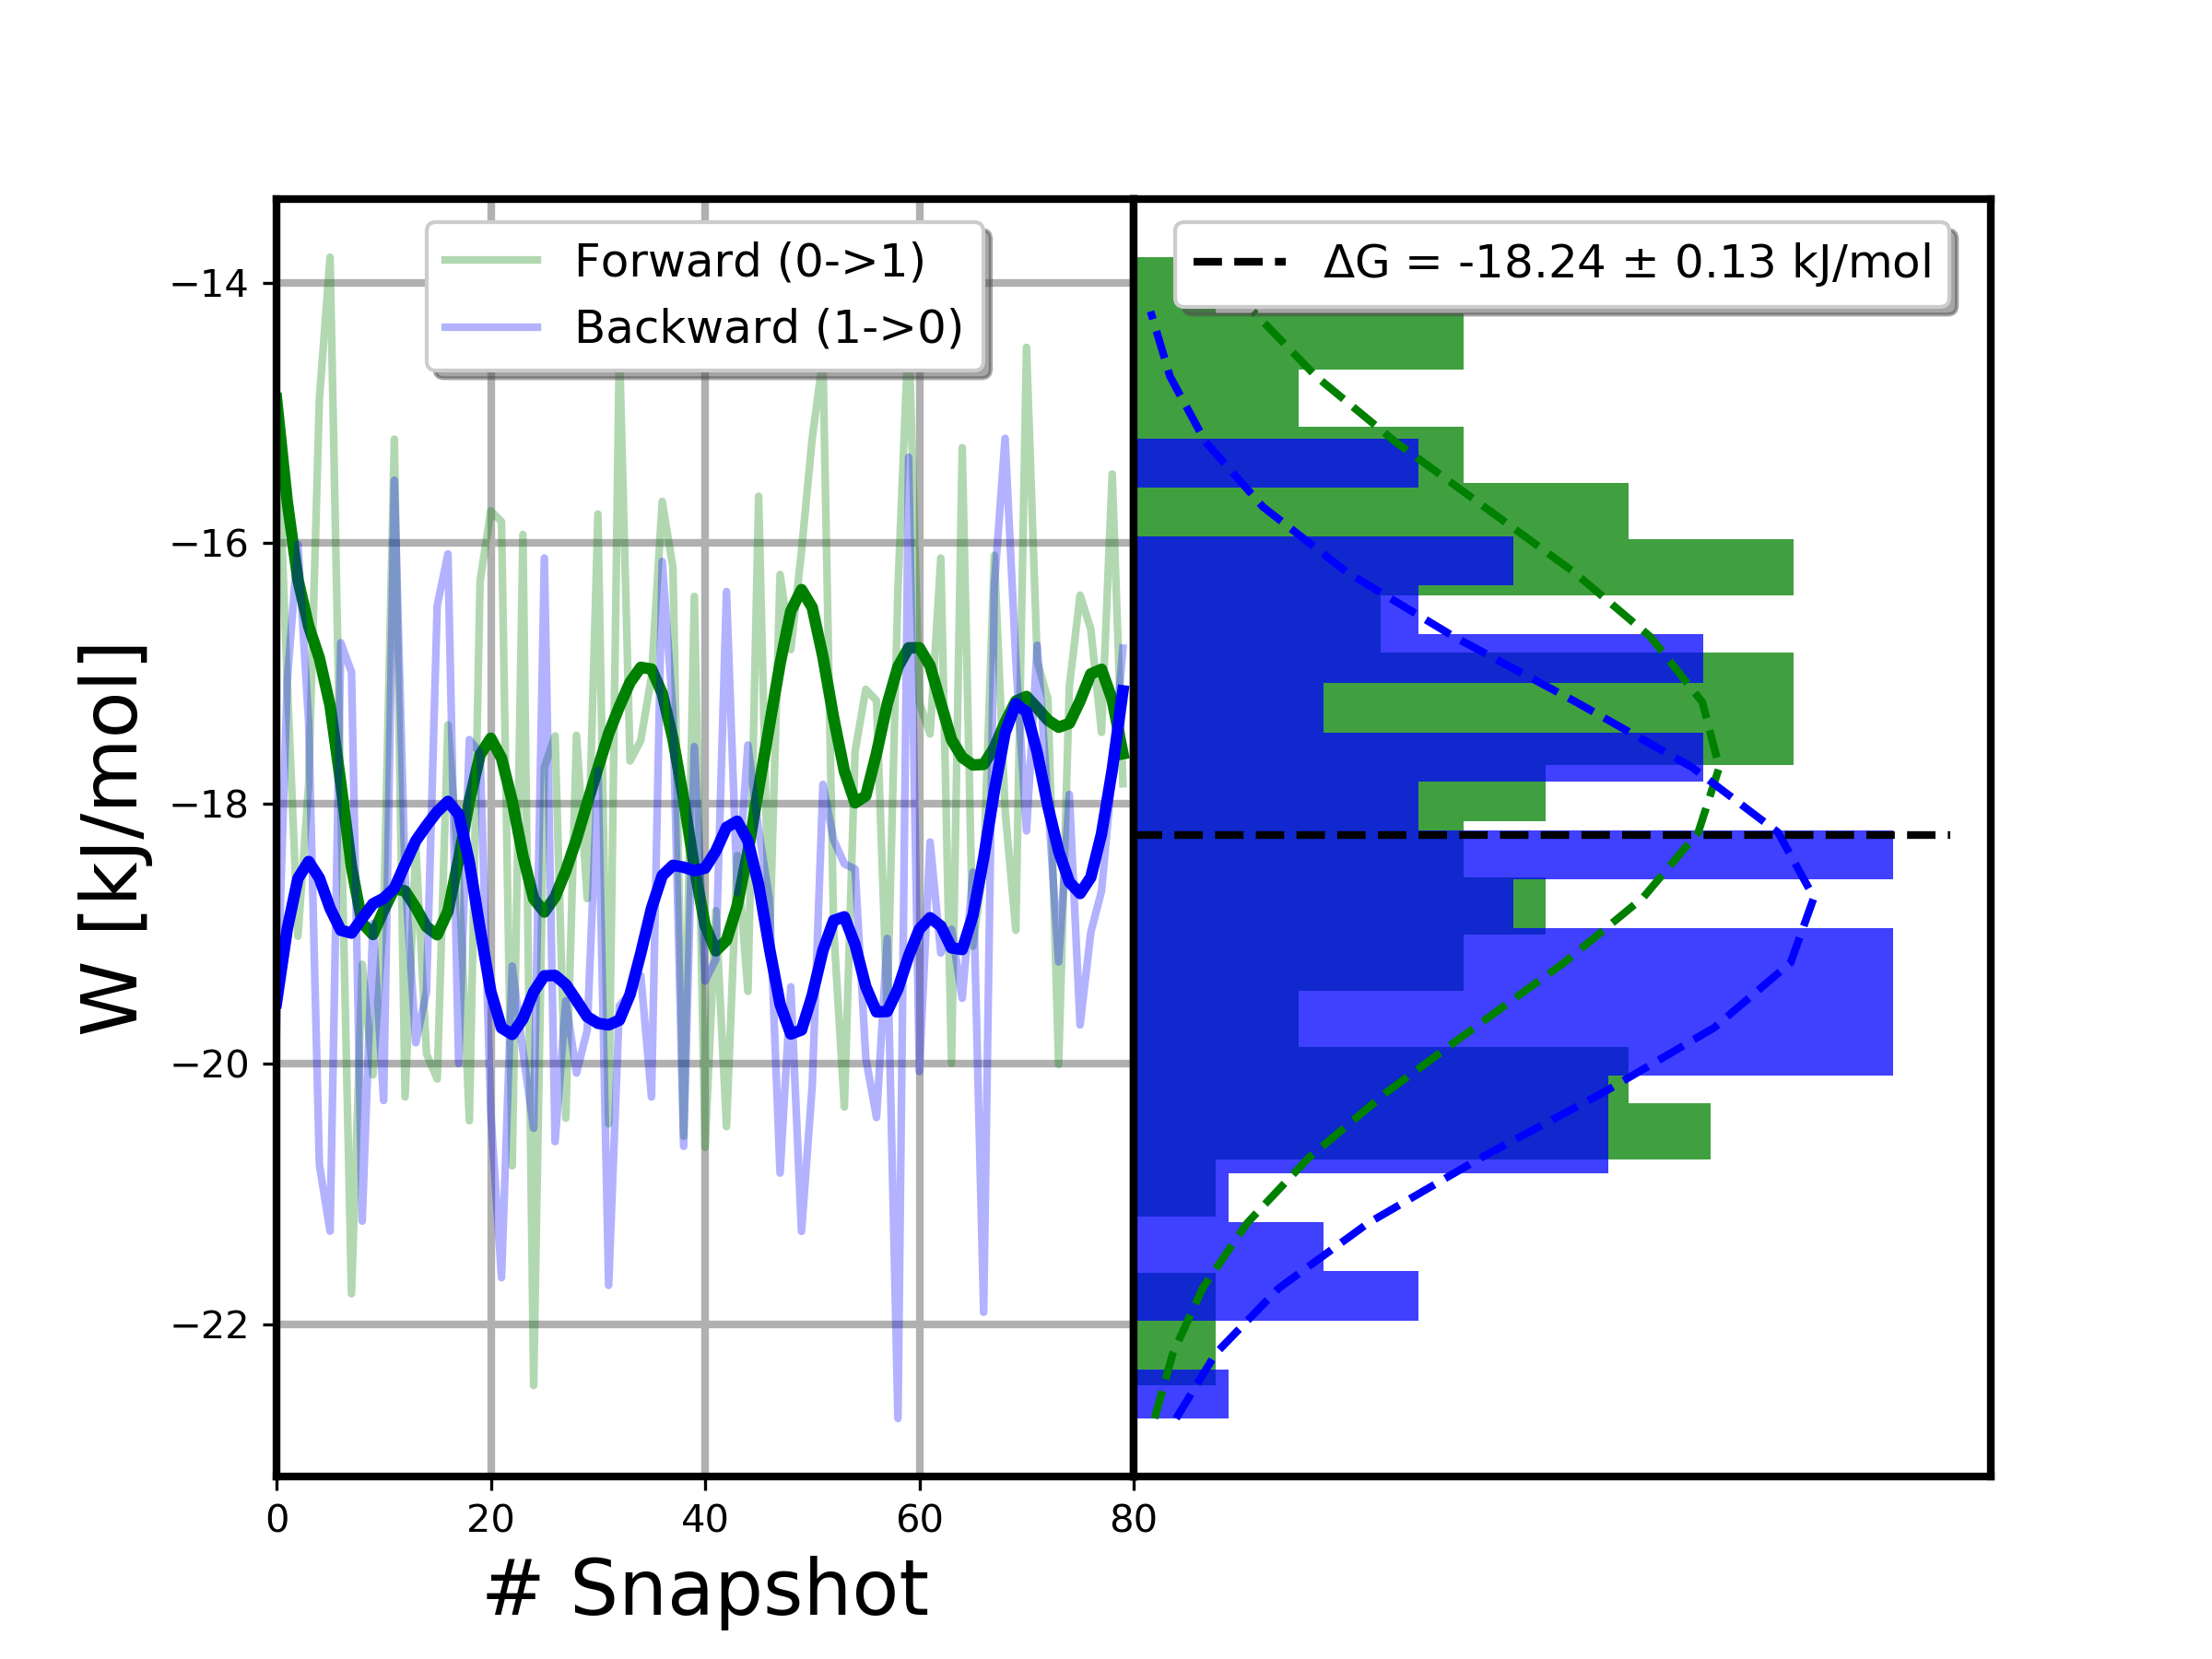 Forward (0->1)
Backward (1->0)
ΔG = -18.24 ± 0.13 kJ/mol
−14
−16
−18
−20
−22
W [kJ/mol]
0 20 40 60 80
# Snapshot